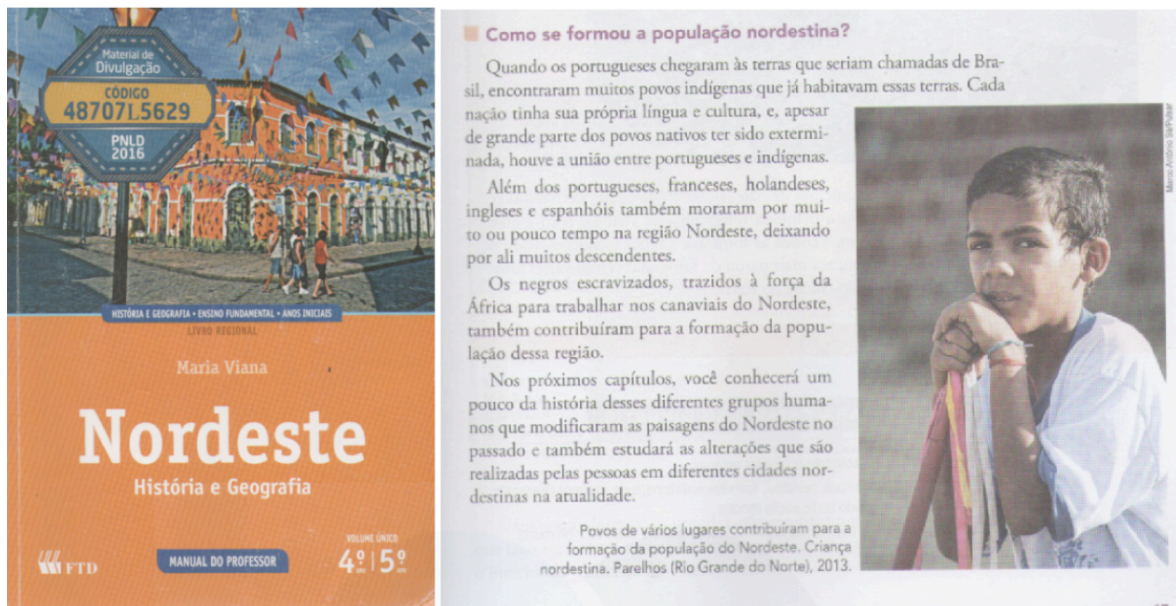 Material de
Divulgação
CÓDIGO
48707L5629
PNLD
2016
HISTÓRIA E GEOGRAFIA • ENSINO FUNDAMENTAL • ANOS INICIAIS
LIVRO REGIONAL
Maria Viana
Nordeste
História e Geografia
FTD
MANUAL DO PROFESSOR
VOLUME ÚNICO
4º ano | 5º ano
Como se formou a população nordestina?
Quando os portugueses chegaram às terras que seriam chamadas de Bra-
sil, encontraram muitos povos indígenas que já habitavam essas terras. Cada
nação tinha sua própria língua e cultura, e, apesar
de grande parte dos povos nativos ter sido extermi-
nada, houve a união entre portugueses e indígenas.
Além dos portugueses, franceses, holandeses,
ingleses e espanhóis também moraram por mui-
to ou pouco tempo na região Nordeste, deixando
por ali muitos descendentes.
Os negros escravizados, trazidos à força da
África para trabalhar nos canaviais do Nordeste,
também contribuíram para a formação da popu-
lação dessa região.
Nos próximos capítulos, você conhecerá um
pouco da história desses diferentes grupos huma-
nos que modificaram as paisagens do Nordeste no
passado e também estudará as alterações que são
realizadas pelas pessoas em diferentes cidades nor-
destinas na atualidade.
Povos de vários lugares contribuíram para a
formação da população do Nordeste. Criança
nordestina. Parelhos (Rio Grande do Norte), 2013.